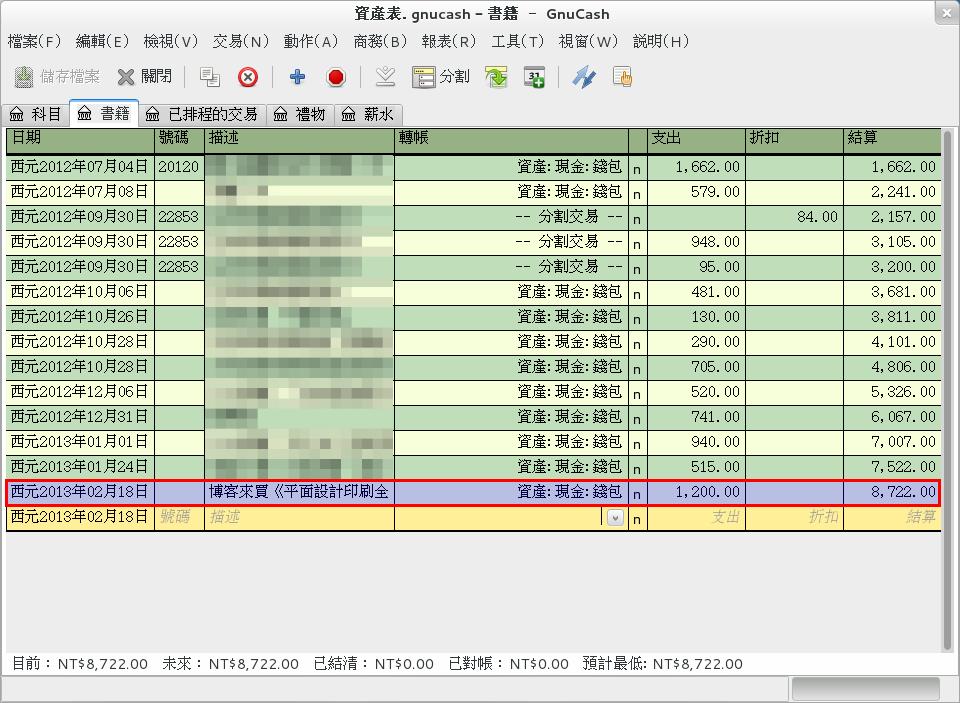 資產表.gnucash - 書籍 - GnuCash
檔案(F) 編輯(E) 檢視(V) 交易(N) 動作(A) 商務(B) 報表(R) 工具(T) 視窗(W) 說明(H)
儲存檔案 關閉 分割 31
科目 書籍 已排程的交易 禮物 薪水
日期 號碼 描述 轉帳 支出 折扣 結算
西元2012年07月04日 20120 資產:現金:錢包 n 1,662.00 1,662.00
西元2012年07月08日 資產:現金:錢包 n 579.00 2,241.00
西元2012年09月30日 22853 -- 分割交易 -- n 84.00 2,157.00
西元2012年09月30日 22853 -- 分割交易 -- n 948.00 3,105.00
西元2012年09月30日 22853 -- 分割交易 -- n 95.00 3,200.00
西元2012年10月06日 資產:現金:錢包 n 481.00 3,681.00
西元2012年10月26日 資產:現金:錢包 n 130.00 3,811.00
西元2012年10月28日 資產:現金:錢包 n 290.00 4,101.00
西元2012年10月28日 資產:現金:錢包 n 705.00 4,806.00
西元2012年12月06日 資產:現金:錢包 n 520.00 5,326.00
西元2012年12月31日 資產:現金:錢包 n 741.00 6,067.00
西元2013年01月01日 資產:現金:錢包 n 940.00 7,007.00
西元2013年01月24日 資產:現金:錢包 n 515.00 7,522.00
西元2013年02月18日 博客來買《平面設計印刷全 資產:現金:錢包 n 1,200.00 8,722.00
西元2013年02月18日 號碼 描述 n 支出 折扣 結算
目前: NT$8,722.00 未來: NT$8,722.00 已結清: NT$0.00 已對帳: NT$0.00 預計最低: NT$8,722.00